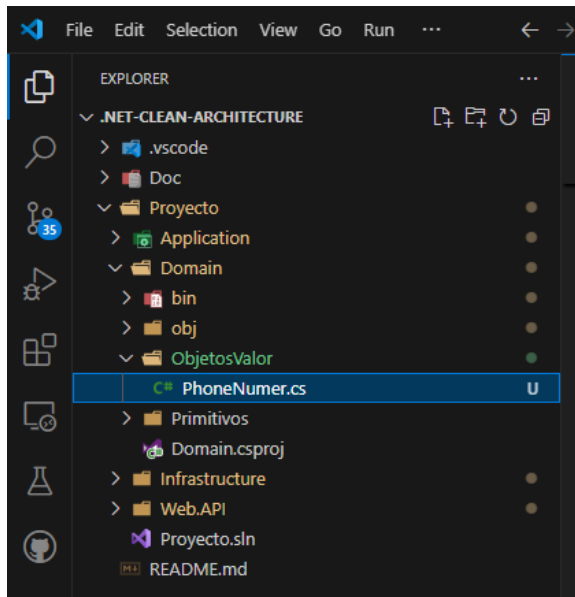 File Edit Selection View Go Run ...
EXPLORER ...
.NET-CLEAN-ARCHITECTURE
.vscode
Doc
Proyecto
35
Application
Domain
bin
obj
ObjetosValor
C# PhoneNumer.cs U
Primitivos
Domain.csproj
Infrastructure
Web.API
Proyecto.sln
README.md